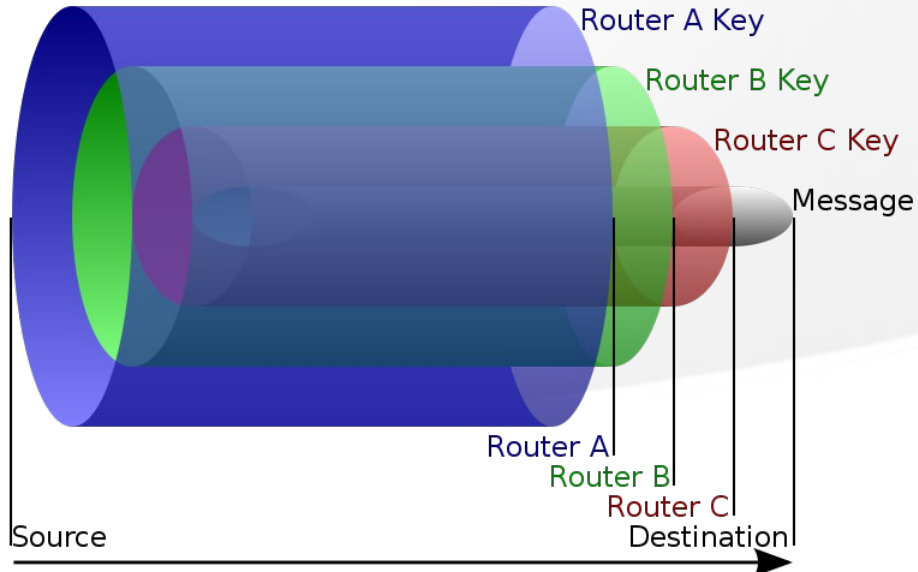 Router A Key
Router B Key
Router C Key
Message
Router A
Router B
Router C
Source
Destination